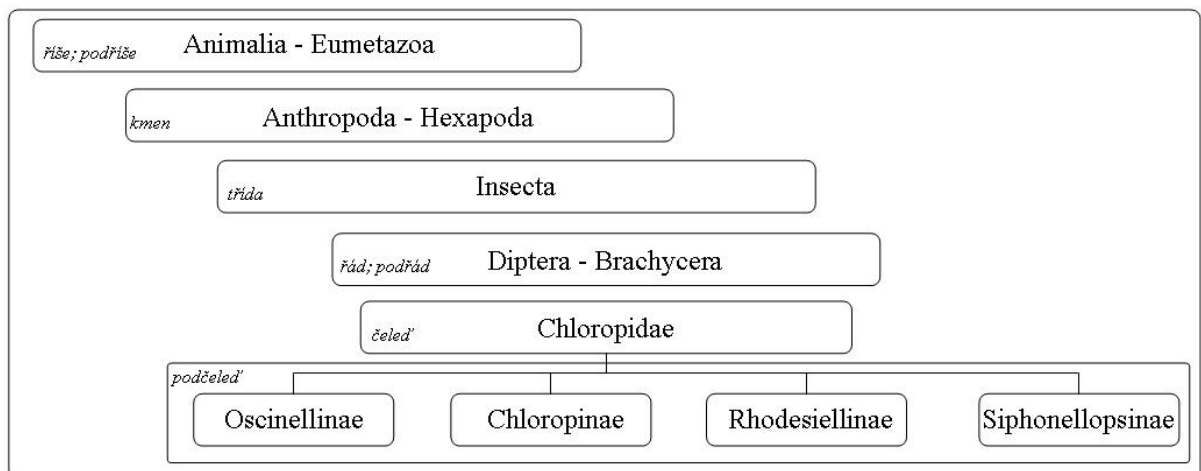 říše; podříše Animalia - Eumetazoa
kmen Anthropoda - Hexapoda
třída Insecta
řád; podřád Diptera - Brachycera
čeleď Chloropidae
podčeleď
Oscinellinae Chloropinae Rhodesiellinae Siphonellopsinae